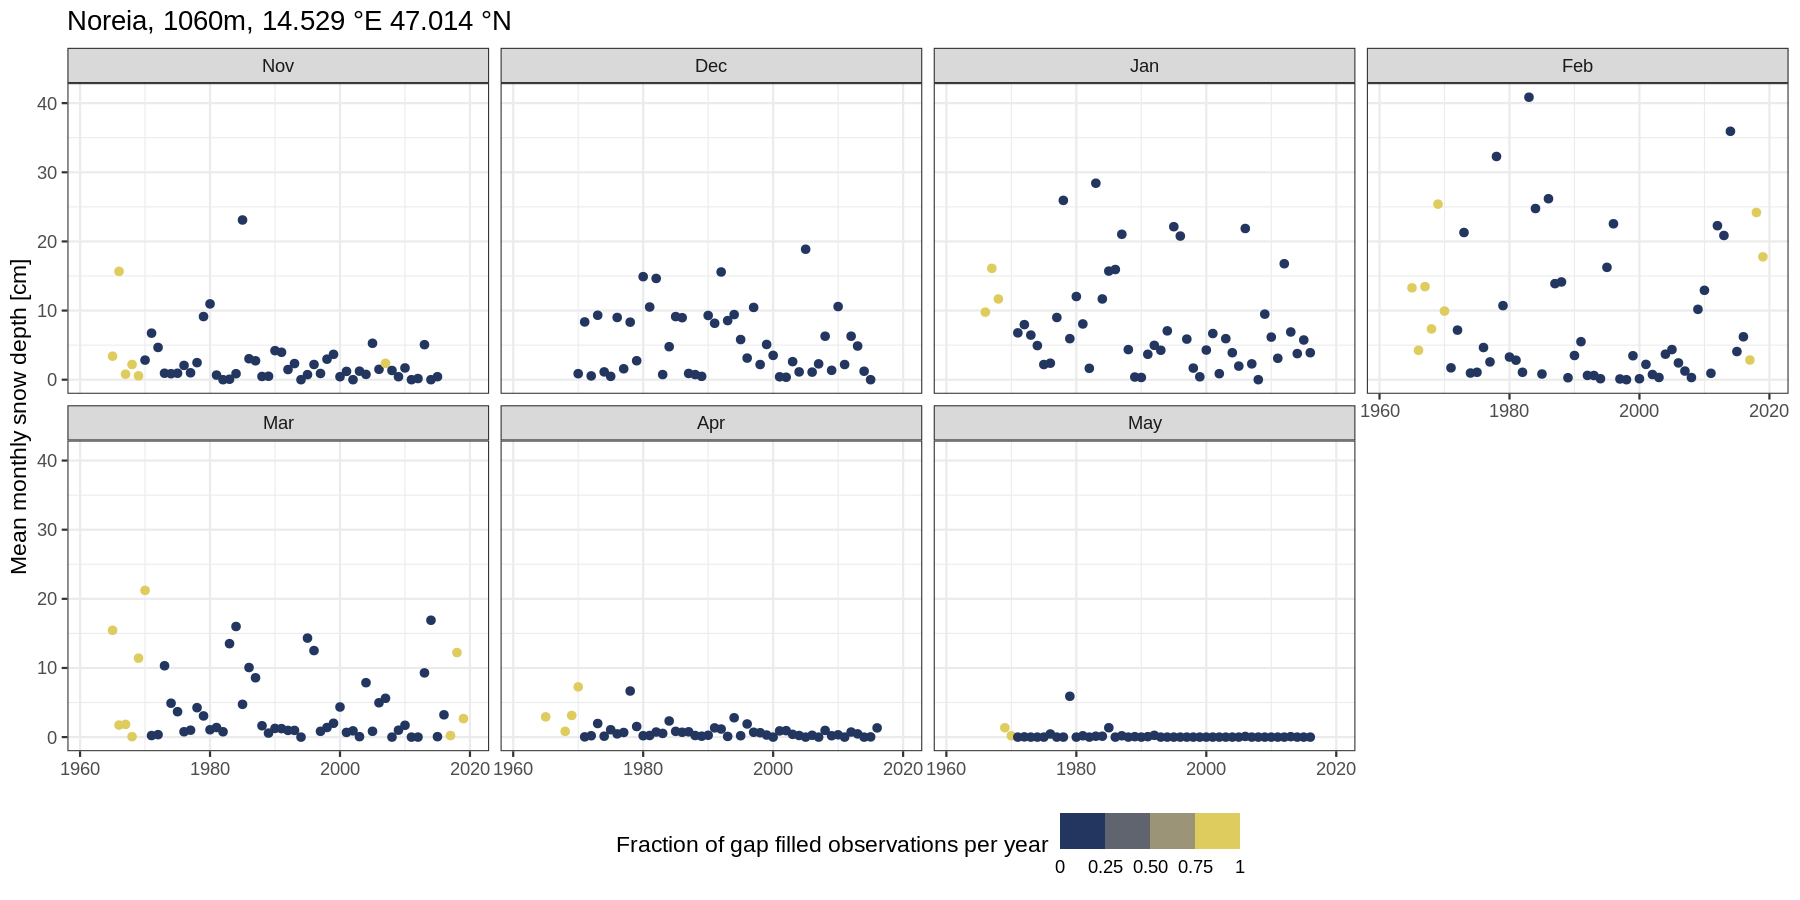 Noreia, 1060m, 14.529 °E 47.014 °N
Nov
Dec
Jan
Feb
Mean monthly snow depth [cm]
40
30
20
10
0
1960 1980 2000 2020
Mar
Apr
May
40
30
20
10
0
1960 1980 2000 2020
1960 1980 2000 2020
1960 1980 2000 2020
Fraction of gap filled observations per year
0 0.25 0.50 0.75 1